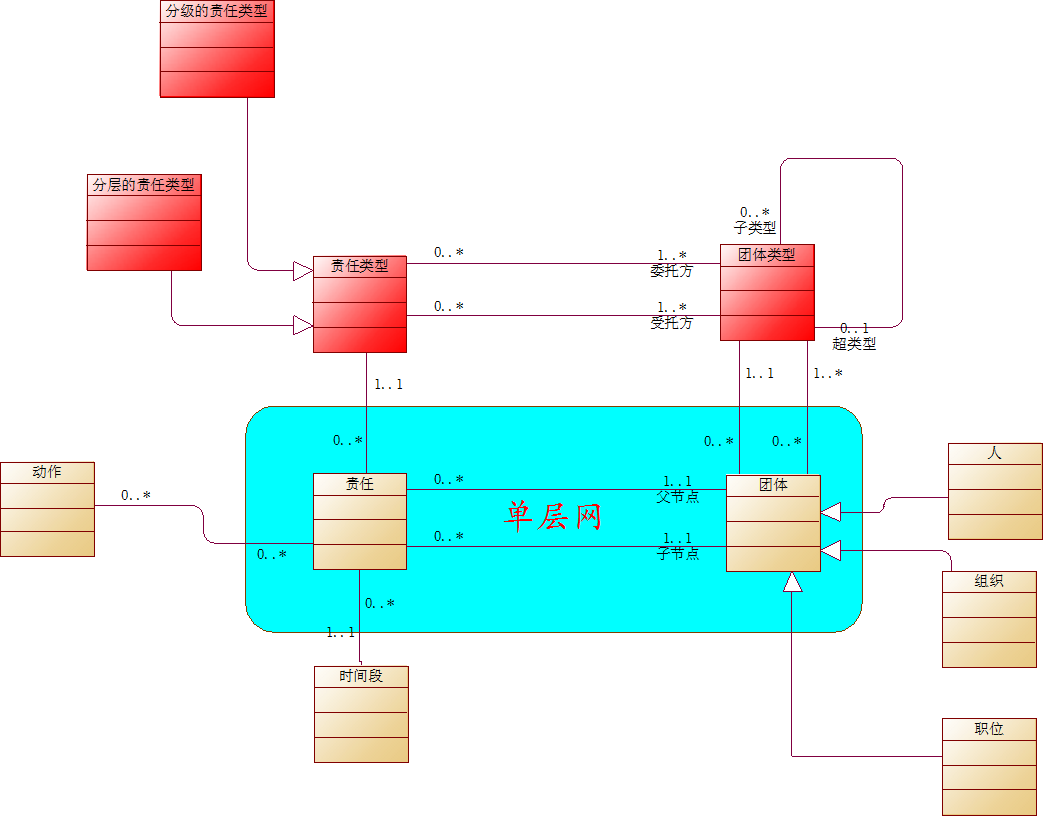 分级的责任类型
分层的责任类型
0..*
子类型
责任类型
0..*
1..*
委托方
团体类型
0..*
1..*
受托方
0..1
超类型
1..1
1..1
1..*
0..*
0..*
0..*
动作
0..*
责任
0..*
1..1
父节点
团体
人
单层网
0..*
0..*
1..1
子节点
组织
0..*
1..1
时间段
职位